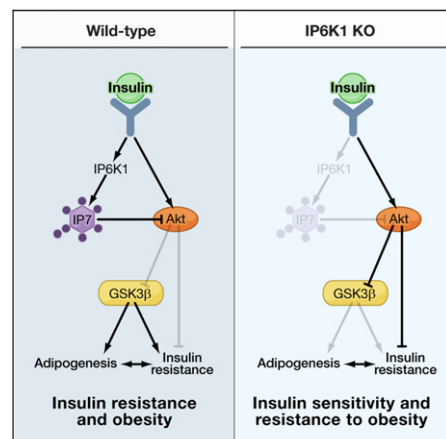 Wild-type
Insulin
IP6K1
IP7
Akt
GSK3β
Adipogenesis
Insulin
resistance
Insulin resistance
and obesity
IP6K1 KO
Insulin
IP6K1
IP7
Akt
GSK3β
Adipogenesis
Insulin
resistance
Insulin sensitivity and
resistance to obesity